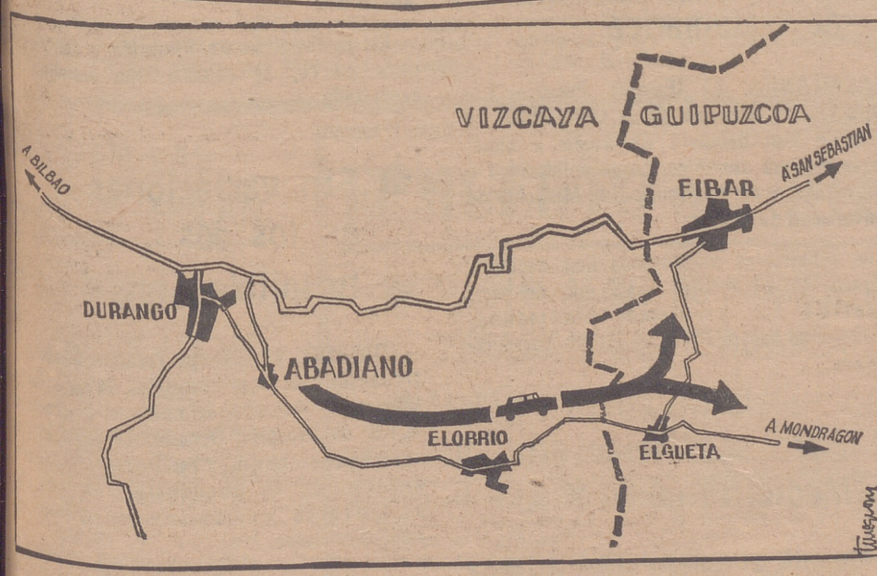 VIZCAYA
GUIPUZCOA
A BILBAO
A SAN SEBASTIAN
EIBAR
DURANGO
ABADIANO
ELORRIO
ELGUETA
A MONDRAGON